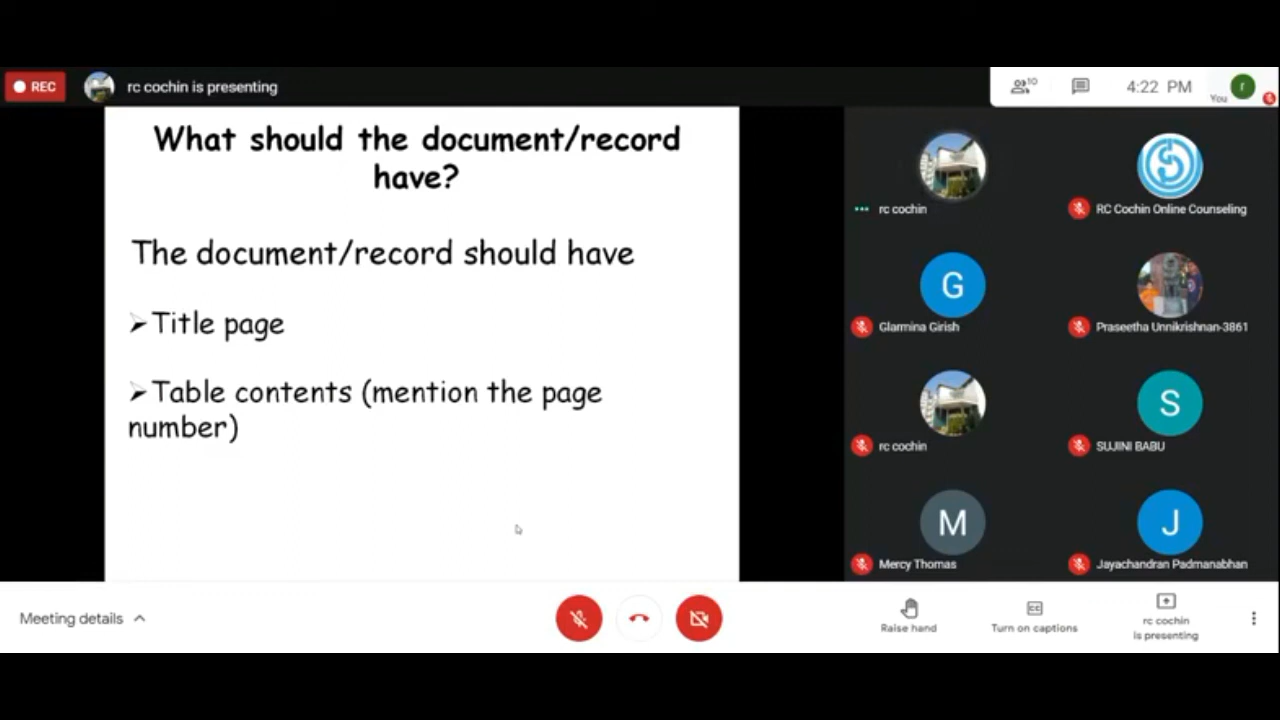 REC
rc cochin is presenting
10
4:22 PM
You
r
What should the document/record
have?
The document/record should have
➢Title page
➢Table contents (mention the page
number)
rc cochin
RC Cochin Online Counseling
G
Glarmina Girish
Praseetha Unnikrishnan-3861
rc cochin
S
SUJINI BABU
M
Mercy Thomas
J
Jayachandran Padmanabhan
Meeting details
Raise hand
CC
Turn on captions
rc cochin
is presenting